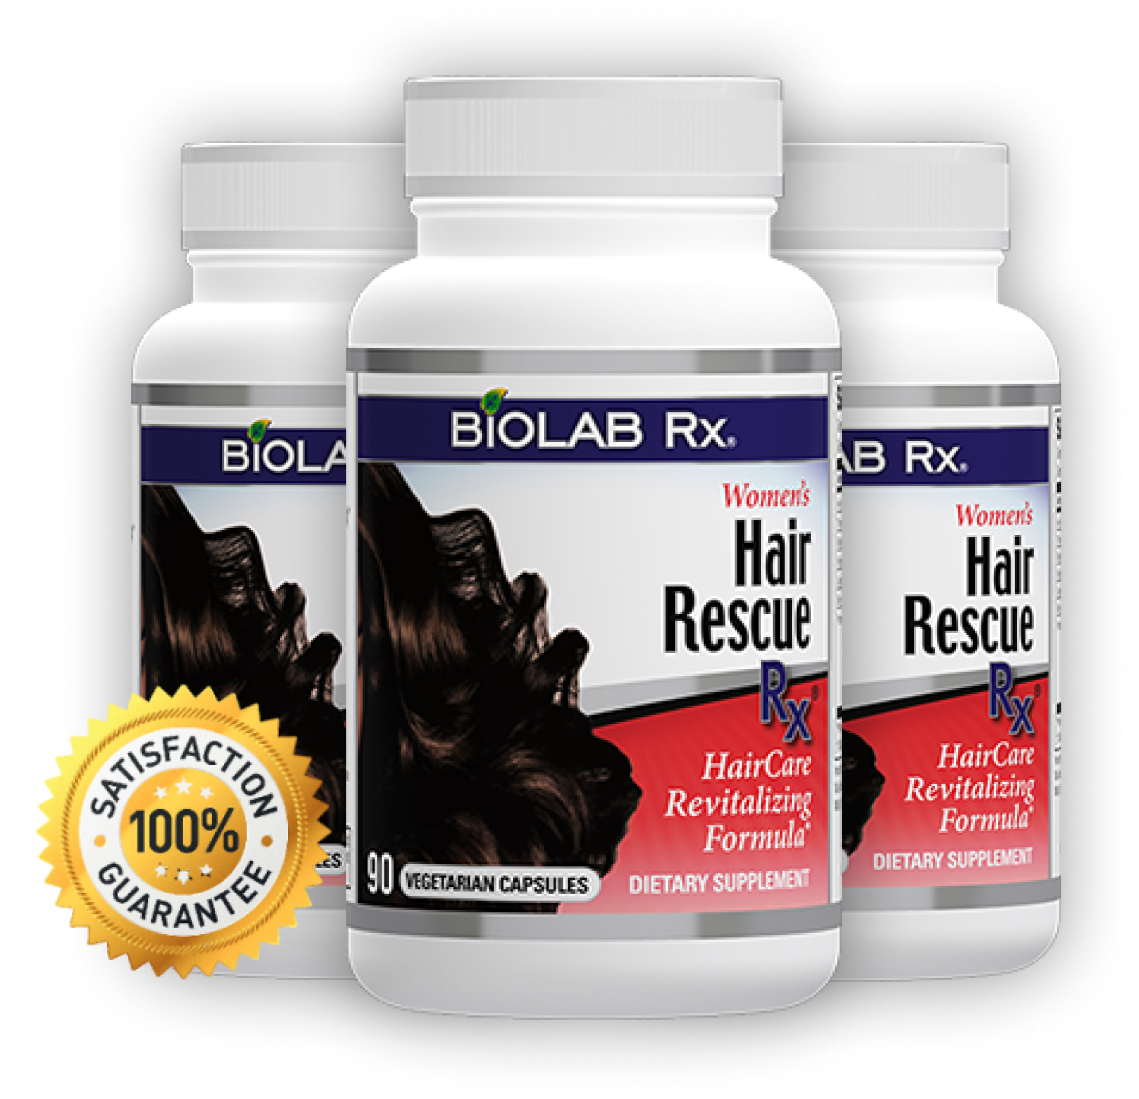 BIOLAB Rx®
Women's
Hair
Rescue
Rx®
HairCare
Revitalizing
Formula*
DIETARY SUPPLEMENT
90 VEGETARIAN CAPSULES
BIOLA
AB Rx®
Women's
Hair
Rescue
Rx®
HairCare
Revitalizing
Formula*
DIETARY SUPPLEMENT
SATISFACTION
100%
GUARANTEE